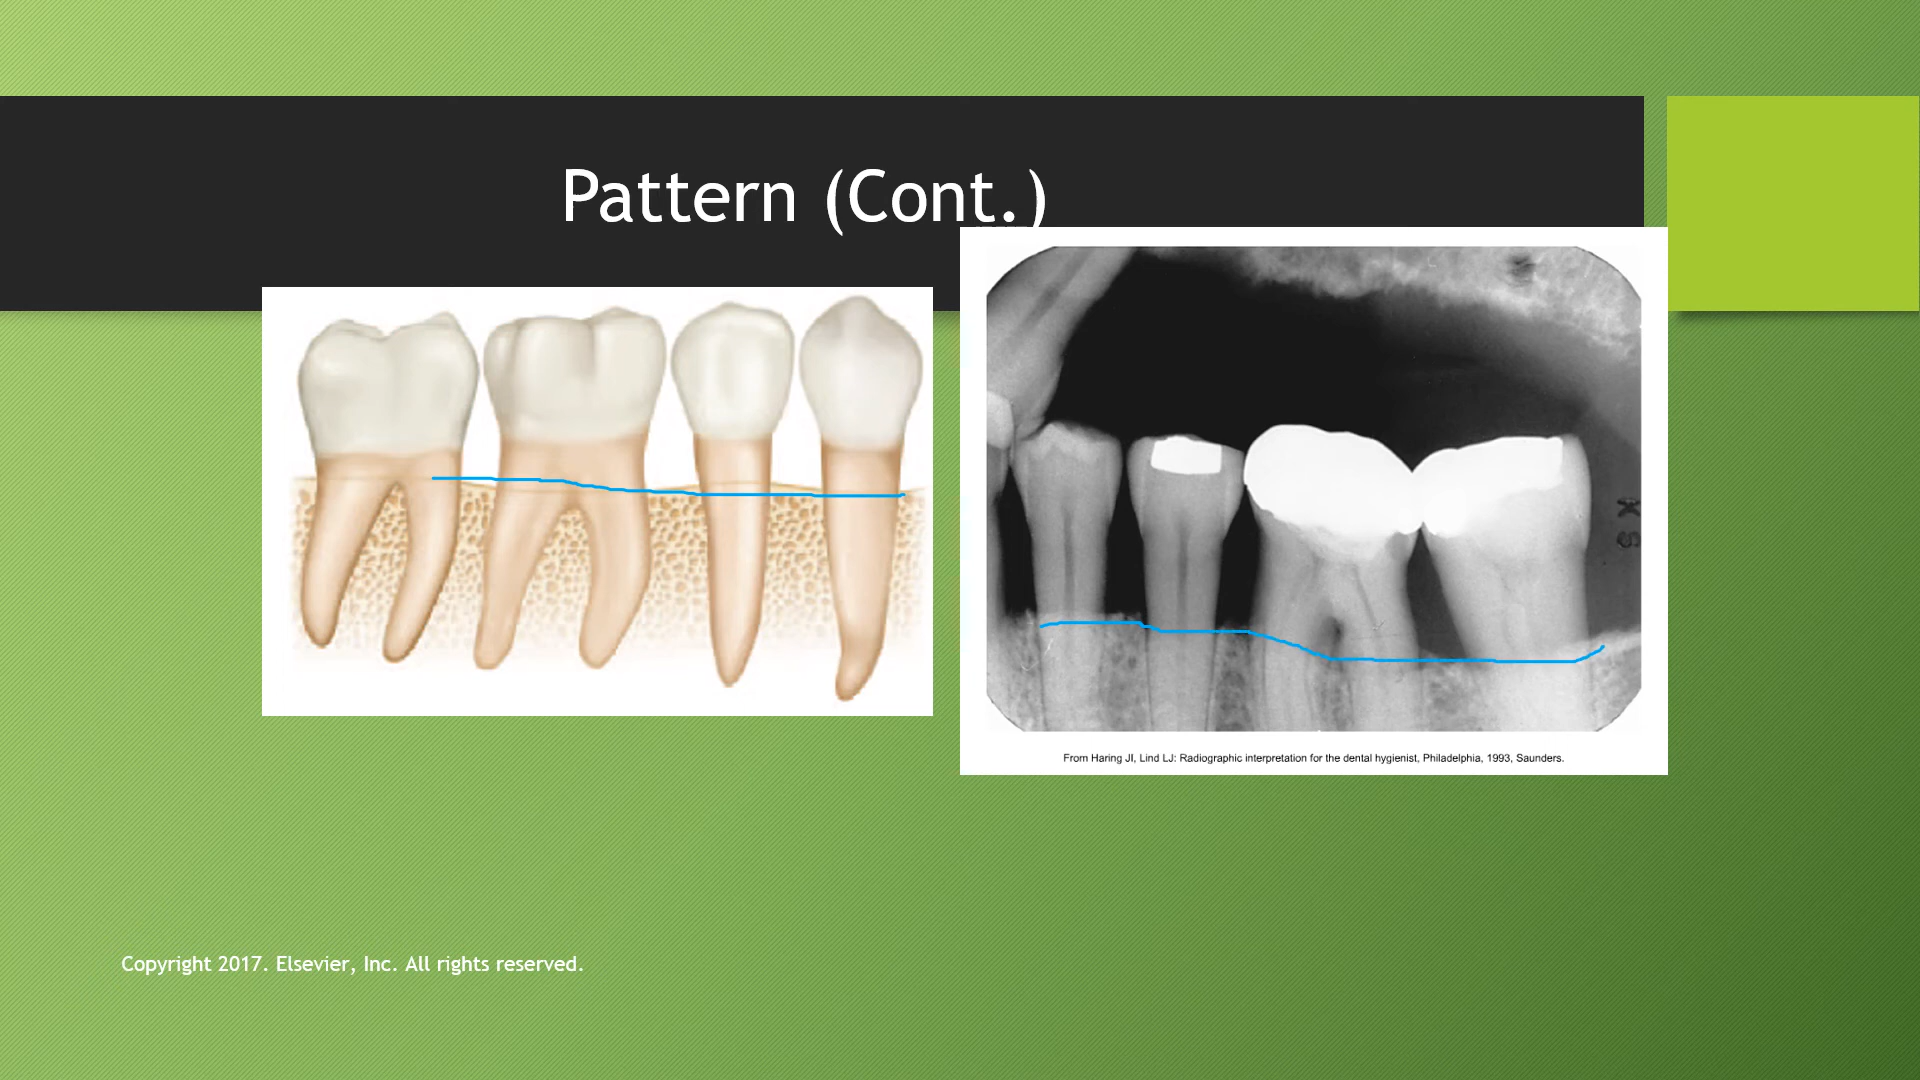 Pattern (Cont.)
From Haring JI, Lind LJ: Radiographic interpretation for the dental hygienist, Philadelphia, 1993, Saunders.
Copyright 2017. Elsevier, Inc. All rights reserved.